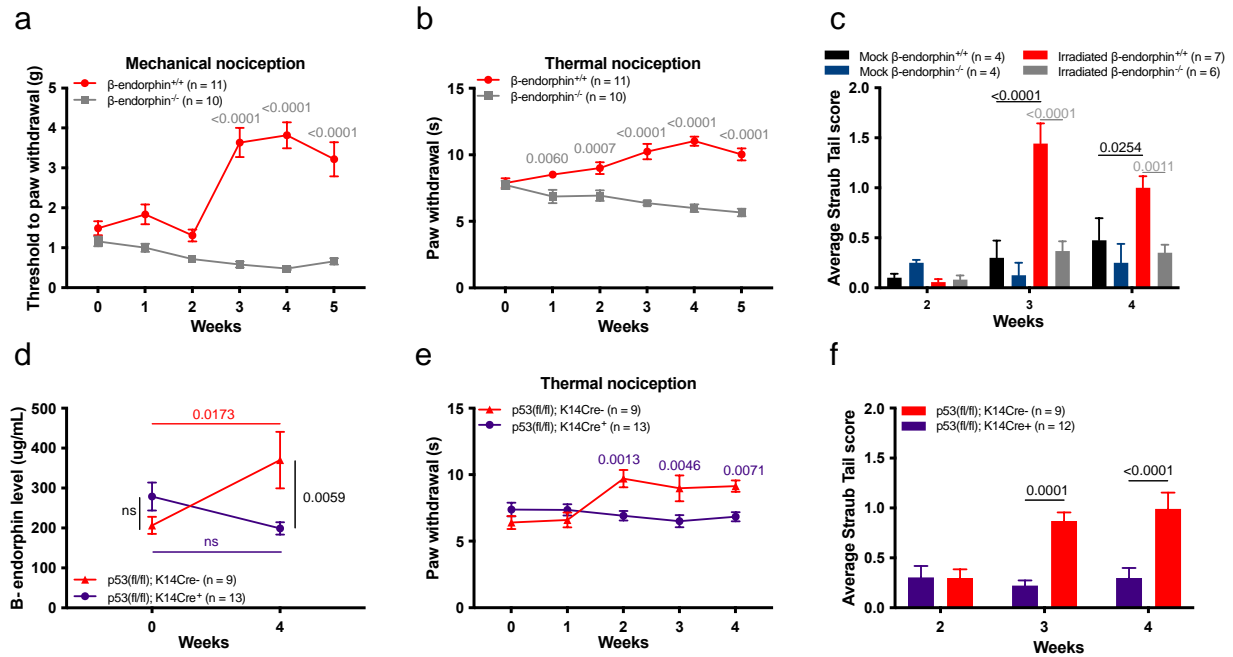 a
Mechanical nociception
β-endorphin+/+ (n = 11)
β-endorphin-/- (n = 10)
Threshold to paw withdrawal (g)
5
4
3
2
1
0
<0.0001
<0.0001
<0.0001
0 1 2 3 4 5
Weeks
b
Thermal nociception
β-endorphin+/+ (n = 11)
β-endorphin-/- (n = 10)
Paw withdrawal (s)
15
10
5
0
0.0060
0.0007
<0.0001
<0.0001
<0.0001
0 1 2 3 4 5
Weeks
c
Mock β-endorphin+/+ (n = 4)
Irradiated β-endorphin+/+ (n = 7)
Mock β-endorphin-/- (n = 4)
Irradiated β-endorphin-/- (n = 6)
Average Straub Tail score
2.0
1.5
1.0
0.5
0.0
<0.0001
<0.0001
0.0254
0.0011
2 3 4
Weeks
d
B- endorphin level (ug/mL)
500
400
300
200
100
0
0.0173
ns
0.0059
ns
p53(fl/fl); K14Cre- (n = 9)
p53(fl/fl); K14Cre+ (n = 13)
0 4
Weeks
e
Thermal nociception
p53(fl/fl); K14Cre- (n = 9)
p53(fl/fl); K14Cre+ (n = 13)
Paw withdrawal (s)
15
10
5
0
0.0013
0.0046
0.0071
0 1 2 3 4
Weeks
f
p53(fl/fl); K14Cre- (n = 9)
p53(fl/fl); K14Cre+ (n = 12)
Average Straub Tail score
2.0
1.5
1.0
0.5
0.0
0.0001
<0.0001
2 3 4
Weeks